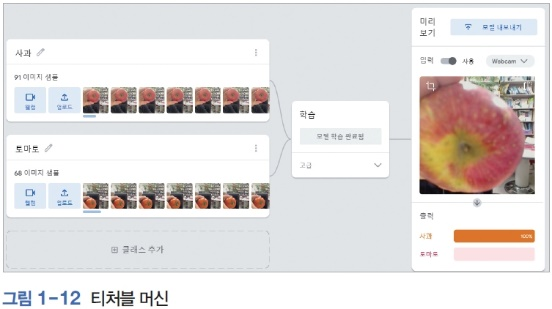 사과
91 이미지 샘플
웹캠
업로드
토마토
68 이미지 샘플
웹캠
업로드
클래스 추가
학습
모델 학습 완료됨
고급
미리보기
모델 내보내기
입력
사용
Webcam
출력
사과
100%
토마토
그림 1-12 티처블 머신